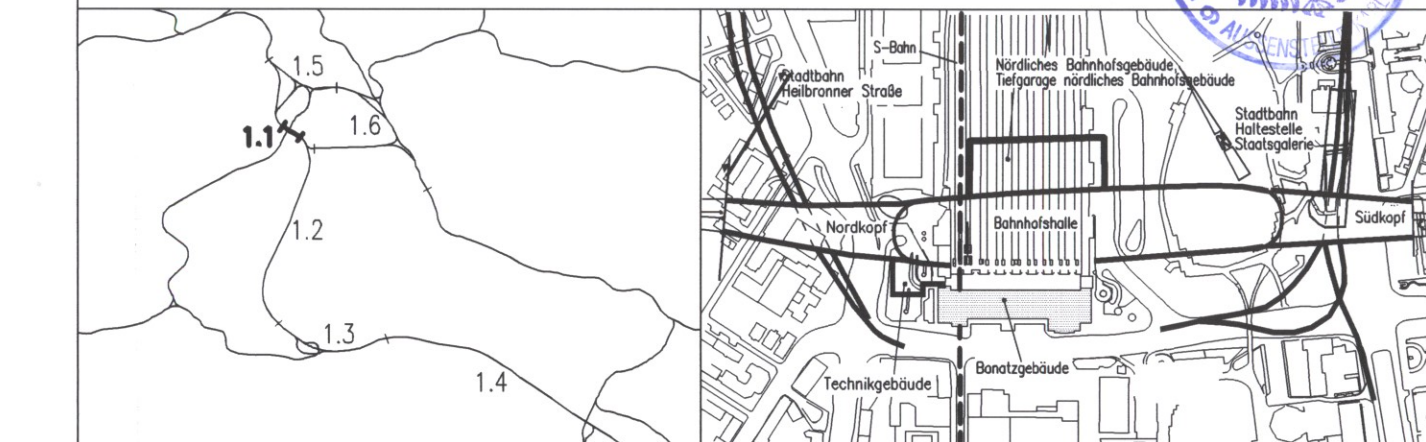 1.5
1.1
1.6
1.2
1.3
1.4
S-Bahn
Nördliches Bahnhofsgebäude,
Tiefgarage nördliches Bahnhofsgebäude
Stadtbahn
Heilbronner Straße
Stadtbahn
Haltestelle
Staatsgalerie
Nordkopf
Bahnhofshalle
Südkopf
Technikgebäude
Bonatzgebäude